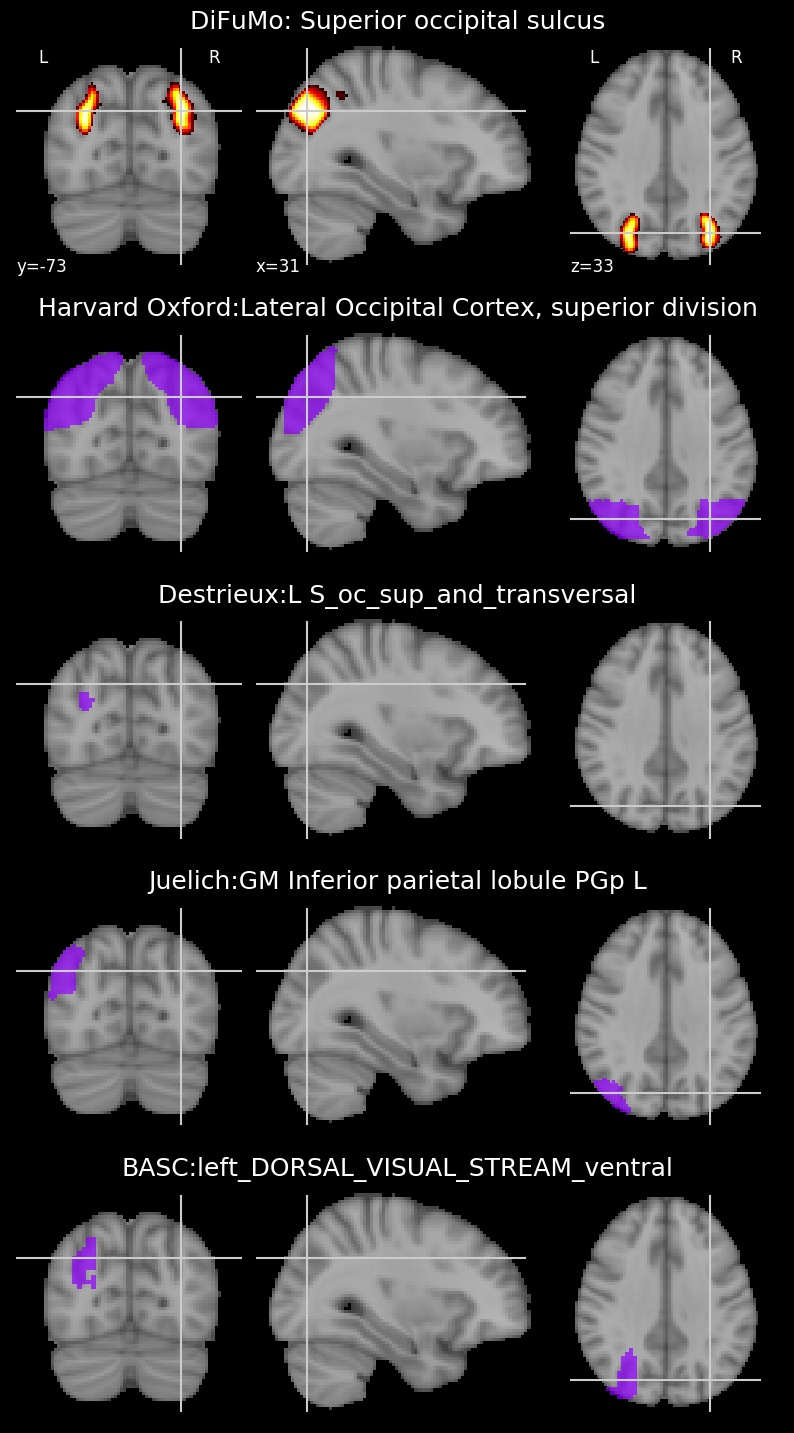 DiFuMo: Superior occipital sulcus
L R L R
y=-73 x=31 z=33
Harvard Oxford:Lateral Occipital Cortex, superior division
Destrieux:L S_oc_sup_and_transversal
Juelich:GM Inferior parietal lobule PGp L
BASC:left_DORSAL_VISUAL_STREAM_ventral